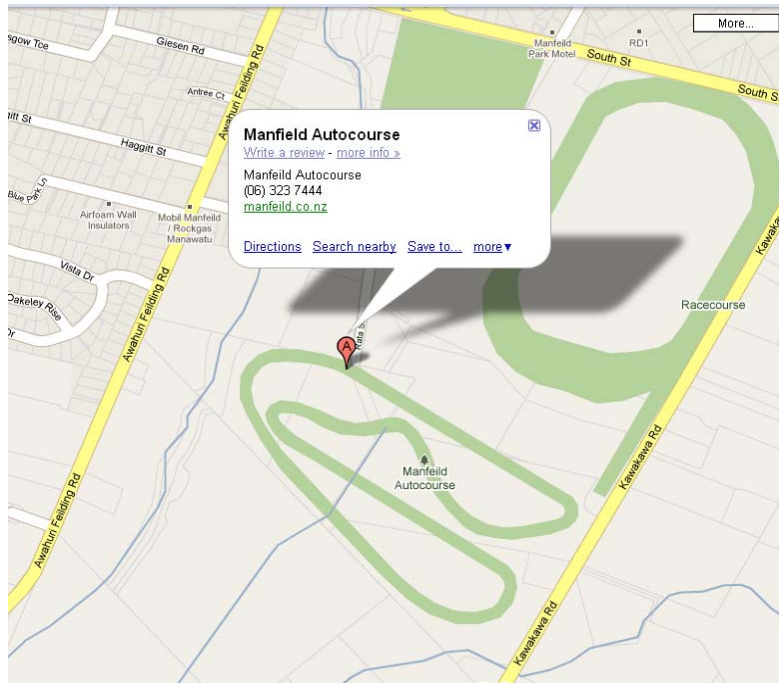 More...
sgow Tce
Giesen Rd
Awahuri Feilding Rd
Manfeild
Park Motel
RD1
South St
South S
Antree Ct
itt St
Haggitt St
Manfield Autocourse
Write a review - more info »
Manfeild Autocourse
(06) 323 7444
manfeild.co.nz
Directions Search nearby Save to... more▼
Blue Park Ln
Airfoam Wall
Insulators
Mobil Manfeild
/ Rockgas
Manawatu
Kawakawa
Vista Dr
Awahuri Feilding Rd
Oakeley Rise
Dr
Racecourse
Rata S
A
Kawakawa Rd
Manfeild
Autocourse
Awahuri Feilding Rd
Kawakawa Rd